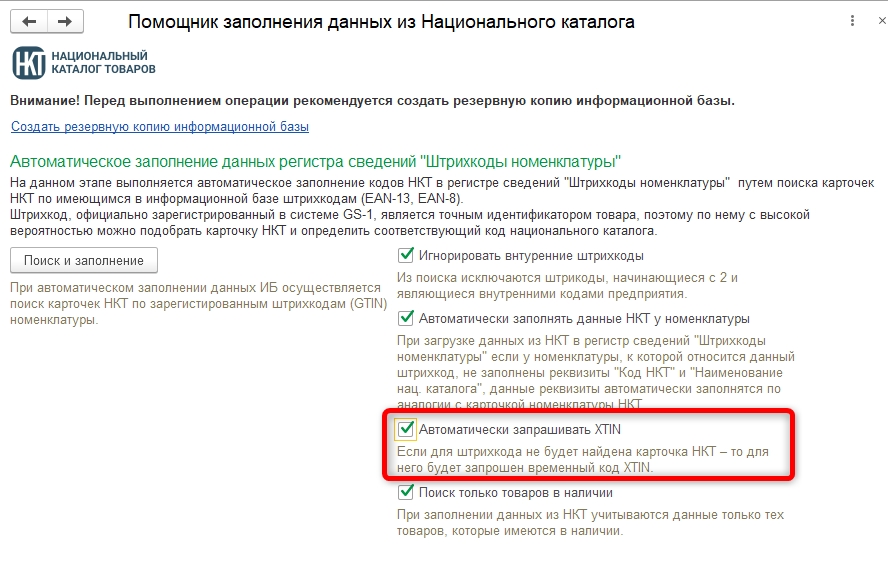 Помощник заполнения данных из Национального каталога
НКТ НАЦИОНАЛЬНЫЙ
КАТАЛОГ ТОВАРОВ
Внимание! Перед выполнением операции рекомендуется создать резервную копию информационной базы.
Создать резервную копию информационной базы
Автоматическое заполнение данных регистра сведений "Штрихкоды номенклатуры"
На данном этапе выполняется автоматическое заполнение кодов НКТ в регистре сведений "Штрихкоды номенклатуры" путем поиска карточек
НКТ по имеющимся в информационной базе штрихкодам (EAN-13, EAN-8).
Штрихкод, официально зарегистрированный в системе GS-1, является точным идентификатором товара, поэтому по нему с высокой
вероятностью можно подобрать карточку НКТ и определить соответствующий код национального каталога.
Поиск и заполнение
При автоматическом заполнении данных ИБ осуществляется
поиск карточек НКТ по зарегистированным штрихкодам (GTIN)
номенклатуры.
Игнорировать внтуренние штрихкоды
Из поиска исключаются штрикоды, начинающиеся с 2 и
являющиеся внутренними кодами предприятия.
Автоматически заполнять данные НКТ у номенклатуры
При загрузке данных из НКТ в регистр сведений "Штрихкоды
номенклатуры" если у номенклатуры, к которой относится данный
штрихкод, не заполнены реквизиты "Код НКТ" и "Наименование
нац. каталога", данные реквизиты автоматически заполнятся по
аналогии с карточкой номенклатуры НКТ.
Автоматически запрашивать XTIN
Если для штрихкода не будет найдена карточка НКТ – то для
него будет запрошен временный код XTIN.
Поиск только товаров в наличии
При заполнении данных из НКТ учитываются данные только тех
товаров, которые имеются в наличии.